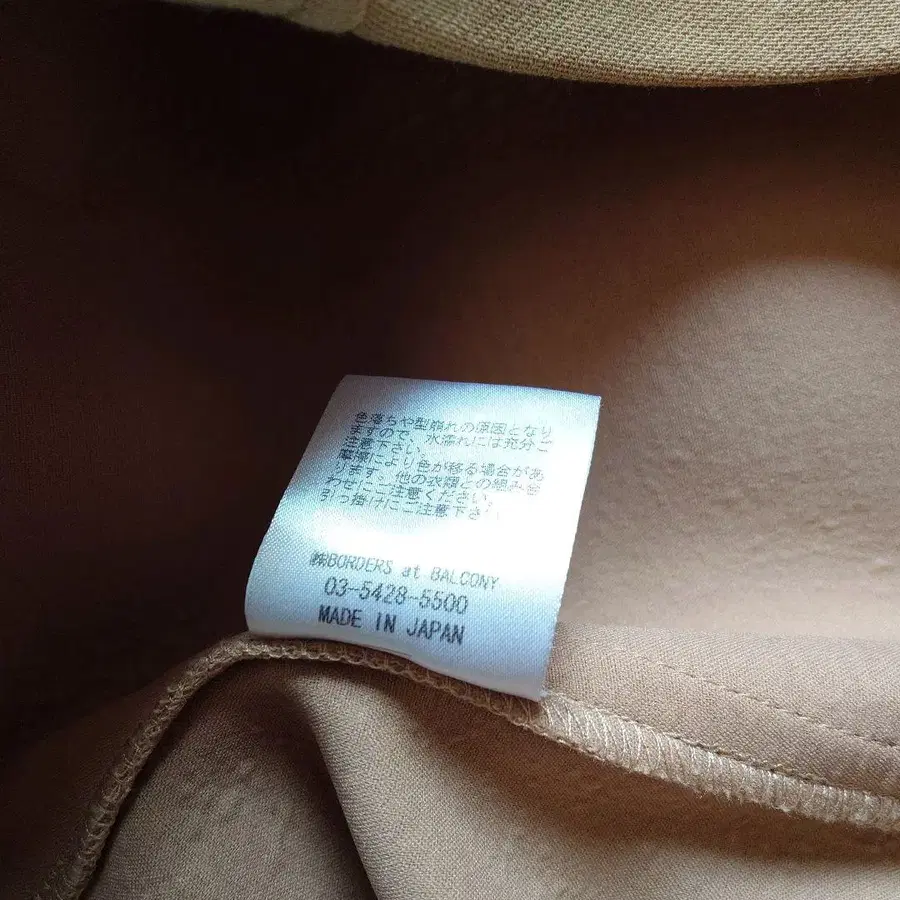 色落ちや型崩れの原因となり
ますので、水濡れには充分ご
注意下さい。
摩擦により色が移る場合があ
ります。他の衣類との組み合
わせにご注意ください。
引っ掛けにご注意下さい
㈱BORDERS at BALCONY
03-5428-5500
MADE IN JAPAN